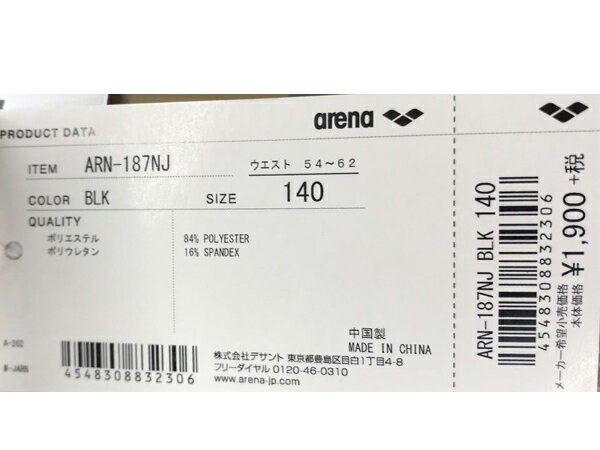 arena
PRODUCT DATA
ITEM ARN-187NJ ウエスト 54～62
COLOR BLK SIZE 140
QUALITY
ポリエステル 84% POLYESTER
ポリウレタン 16% SPANDEX
A-262
M-JARN
4548308832306
中国製
MADE IN CHINA
株式会社デサント 東京都豊島区目白1丁目4-8
フリーダイヤル 0120-46-0310
www.arena-jp.com
ARN-187NJ BLK 140
4548308832306
メーカー希望小売価格
本体価格
¥1,900 +税